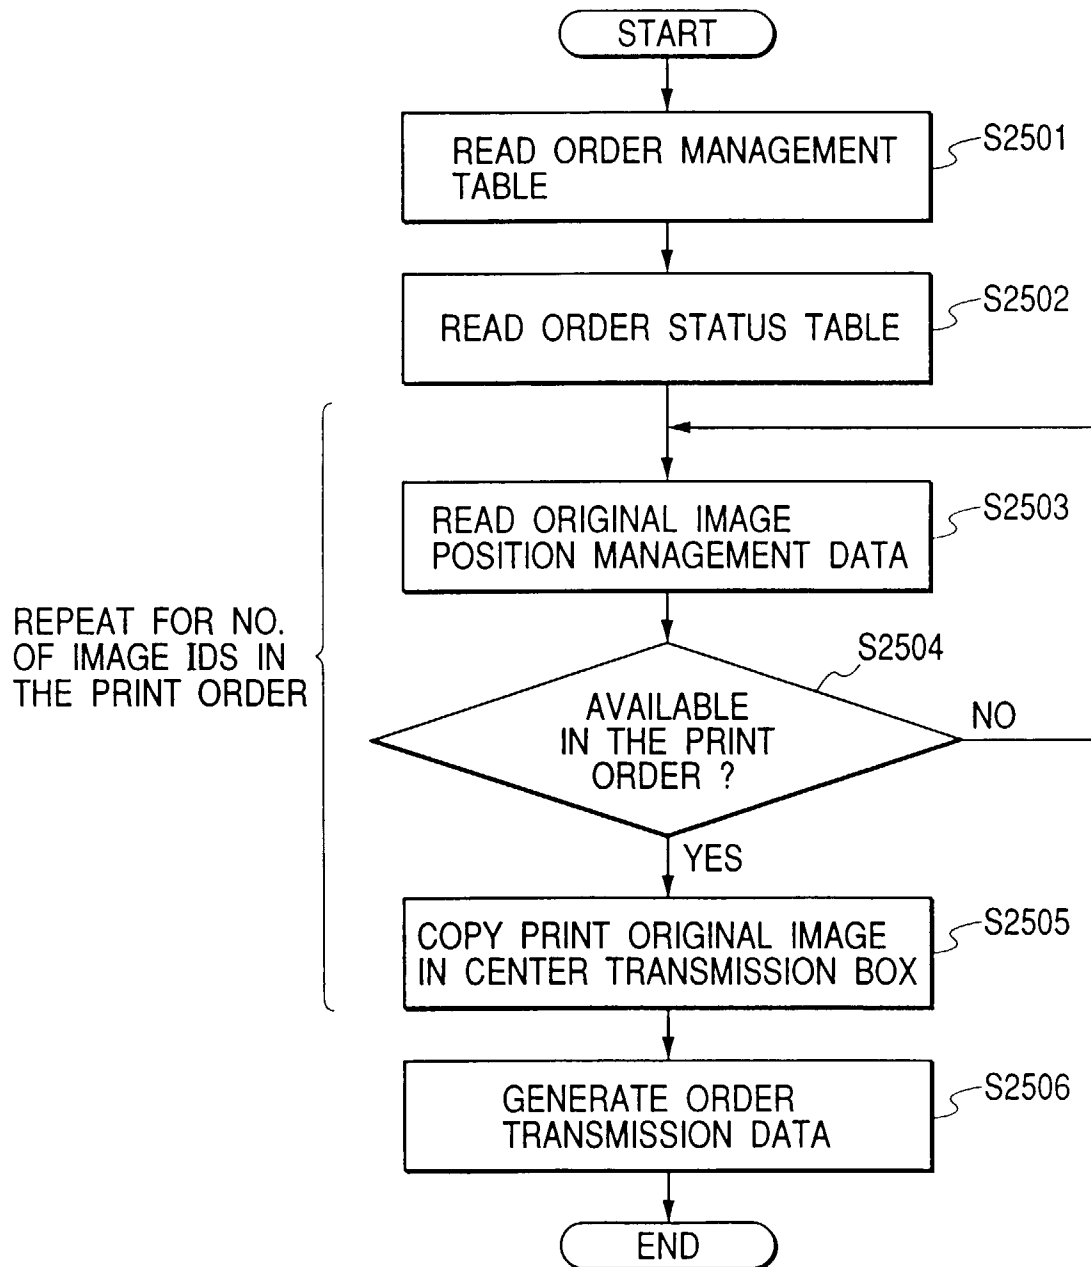 START
READ ORDER MANAGEMENT
TABLE
S2501
READ ORDER STATUS TABLE
S2502
READ ORIGINAL IMAGE
POSITION MANAGEMENT DATA
S2503
REPEAT FOR NO.
OF IMAGE IDS IN
THE PRINT ORDER
S2504
AVAILABLE
IN THE PRINT
ORDER ?
NO
YES
COPY PRINT ORIGINAL IMAGE
IN CENTER TRANSMISSION BOX
S2505
GENERATE ORDER
TRANSMISSION DATA
S2506
END